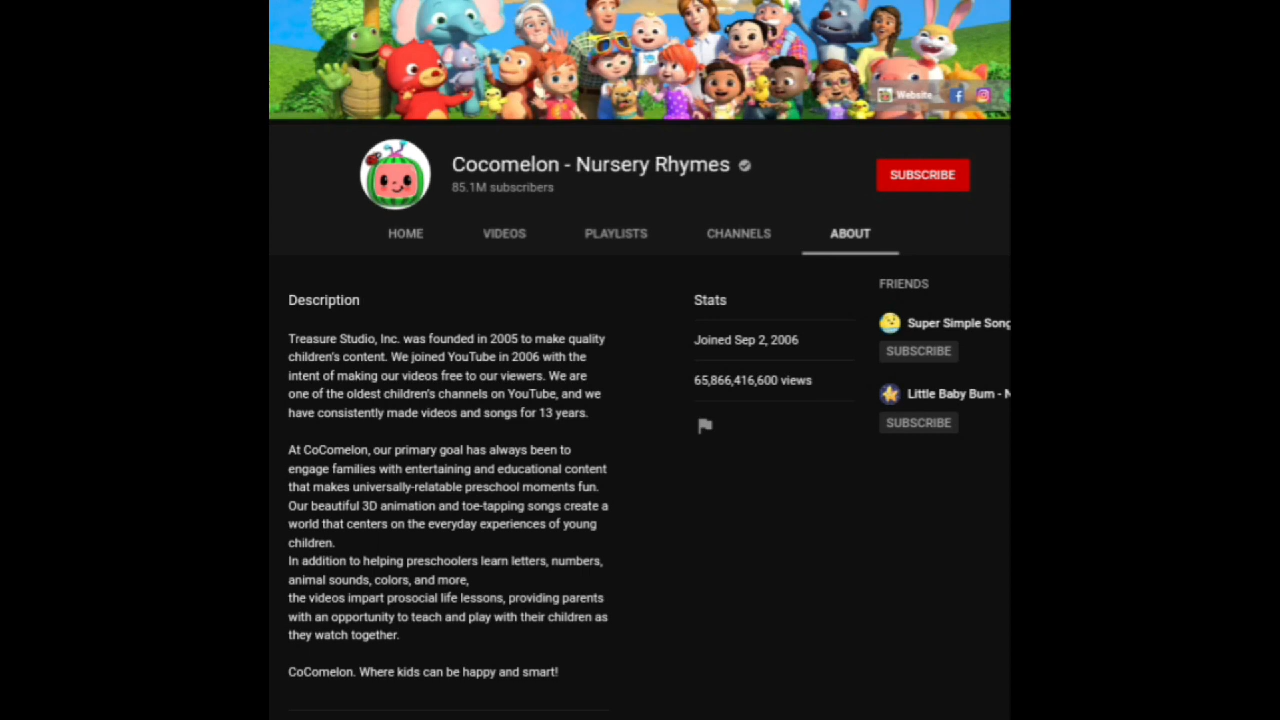 Website
Cocomelon - Nursery Rhymes
85.1M subscribers
SUBSCRIBE
HOME
VIDEOS
PLAYLISTS
CHANNELS
ABOUT
Description
Treasure Studio, Inc. was founded in 2005 to make quality
children's content. We joined YouTube in 2006 with the
intent of making our videos free to our viewers. We are
one of the oldest children's channels on YouTube, and we
have consistently made videos and songs for 13 years.
At CoComelon, our primary goal has always been to
engage families with entertaining and educational content
that makes universally-relatable preschool moments fun.
Our beautiful 3D animation and toe-tapping songs create a
world that centers on the everyday experiences of young
children.
In addition to helping preschoolers learn letters, numbers,
animal sounds, colors, and more,
the videos impart prosocial life lessons, providing parents
with an opportunity to teach and play with their children as
they watch together.
CoComelon. Where kids can be happy and smart!
Stats
Joined Sep 2, 2006
65,866,416,600 views
FRIENDS
Super Simple Song
SUBSCRIBE
Little Baby Bum - N
SUBSCRIBE